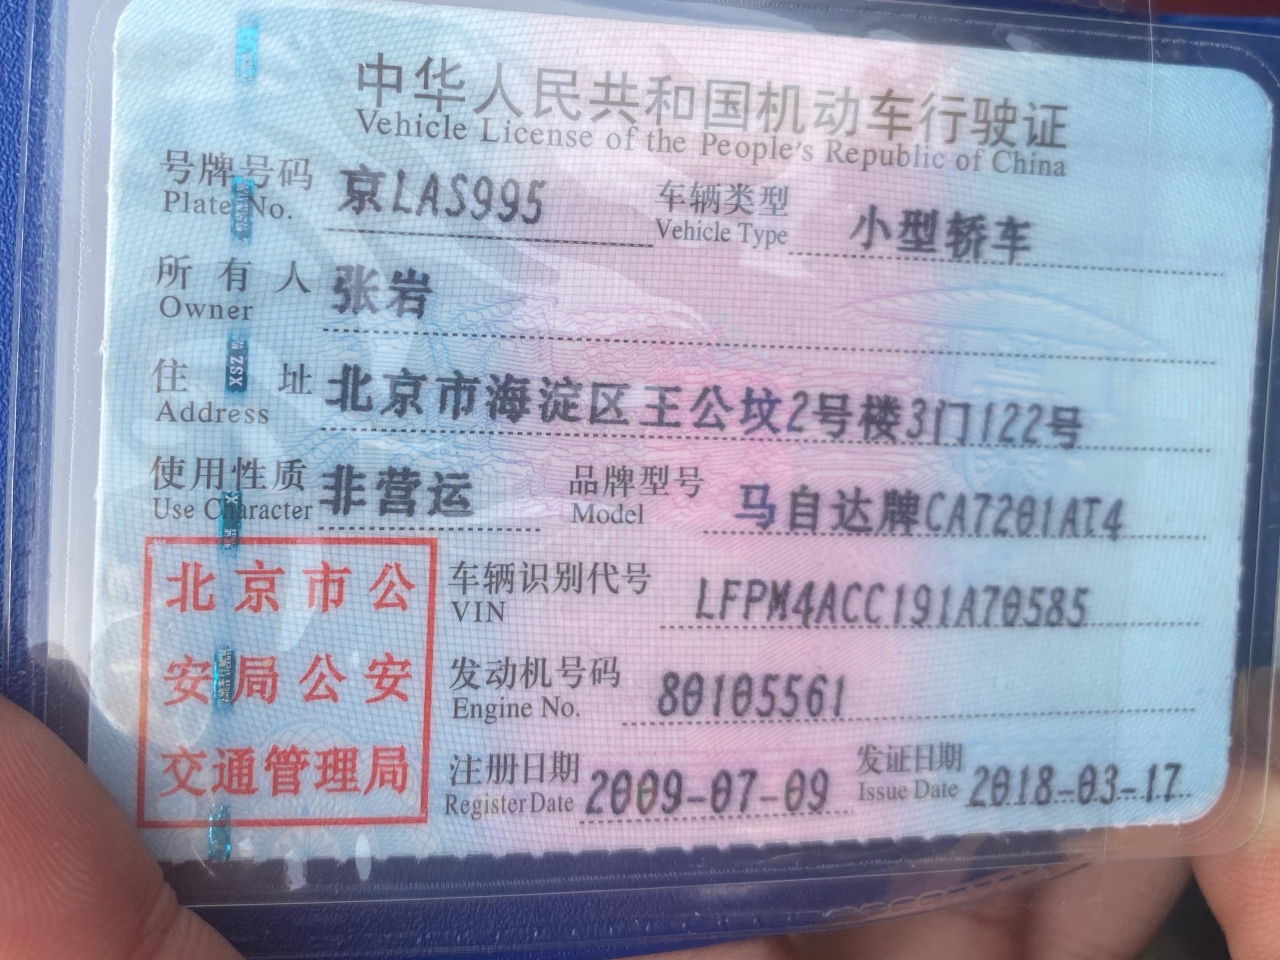 中华人民共和国机动车行驶证
Vehicle License of the People's Republic of China
号牌号码 京LAS995 车辆类型 小型轿车
Plate No. Vehicle Type
所有人 张岩
Owner
住址 北京市海淀区王公坟2号楼3门122号
Address
使用性质 非营运 品牌型号 马自达牌CA7201AT4
Use Character Model
北京市公
安局公安
交通管理局
车辆识别代号 LFPM4ACC191A70585
VIN
发动机号码 80105561
Engine No.
注册日期 2009-07-09 发证日期 2018-03-17
Register Date Issue Date
XSZ